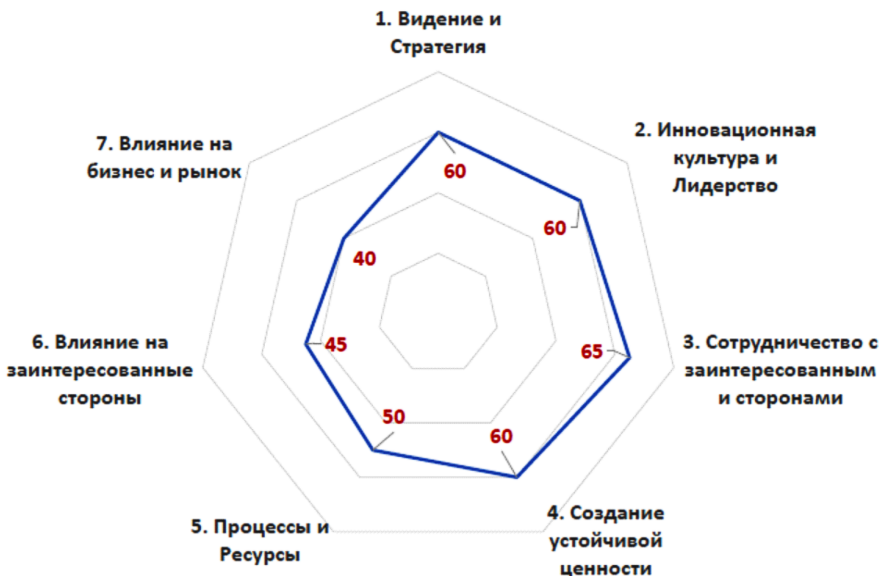 1. Видение и
Стратегия
2. Инновационная
культура и
Лидерство
3. Сотрудничество с
заинтересованным
и сторонами
4. Создание
устойчивой
ценности
5. Процессы и
Ресурсы
6. Влияние на
заинтересованные
стороны
7. Влияние на
бизнес и рынок
60
60
65
60
50
45
40